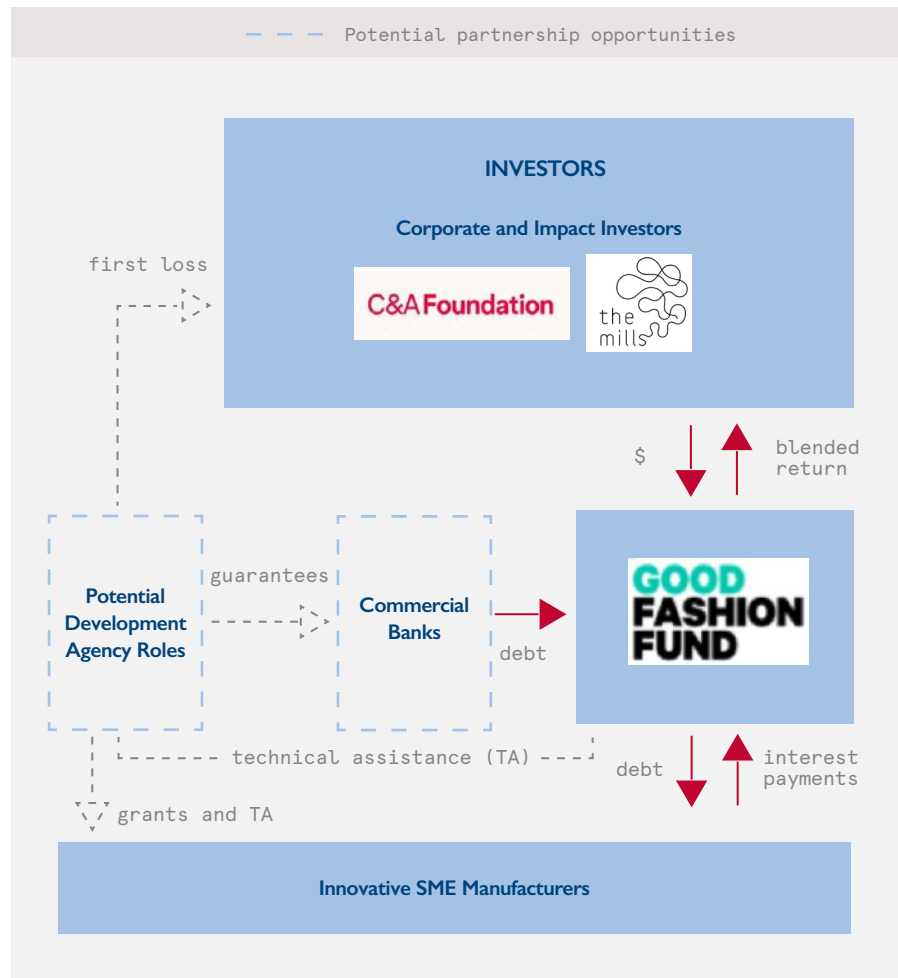 Potential partnership opportunities
INVESTORS
Corporate and Impact Investors
C&A Foundation
the
mills
first loss
$
blended
return
Potential
Development
Agency Roles
guarantees
Commercial
Banks
debt
GOOD
FASHION
FUND
technical assistance (TA)
debt
interest
payments
grants and TA
Innovative SME Manufacturers